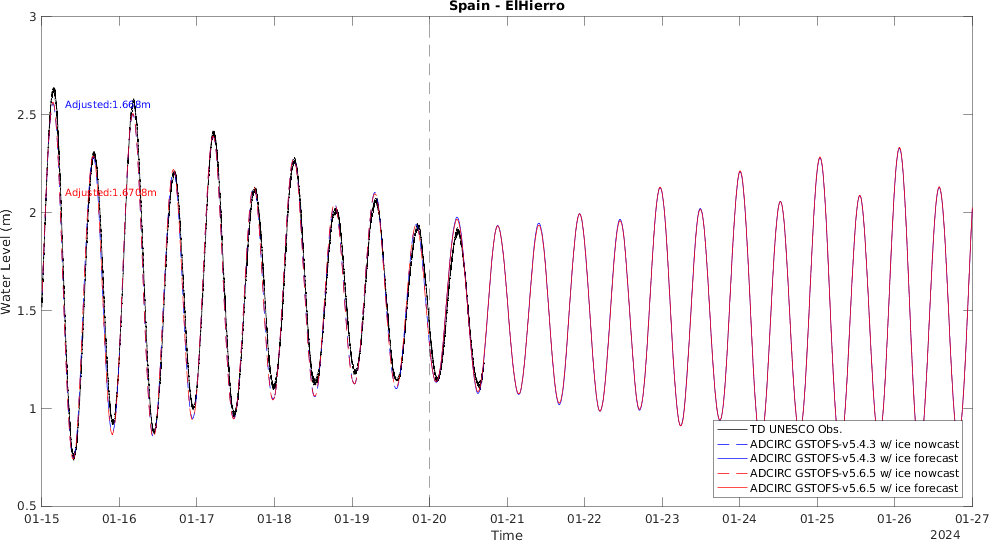 Spain - ElHierro
3
2.5
2
1.5
1
0.5
Water Level (m)
Adjusted:1.668m
Adjusted:1.6708m
TD UNESCO Obs.
ADCIRC GSTOFS-v5.4.3 w/ ice nowcast
ADCIRC GSTOFS-v5.4.3 w/ ice forecast
ADCIRC GSTOFS-v5.6.5 w/ ice nowcast
ADCIRC GSTOFS-v5.6.5 w/ ice forecast
01-15 01-16 01-17 01-18 01-19 01-20 01-21 01-22 01-23 01-24 01-25 01-26 01-27
Time
2024